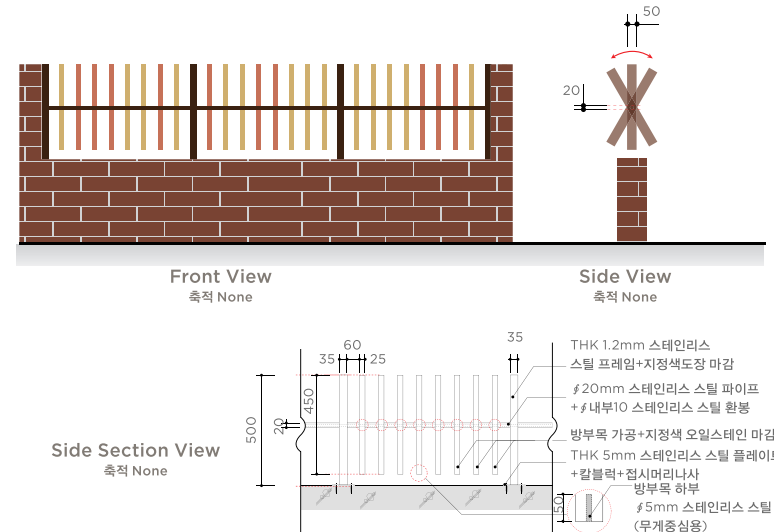 50
20
Front View
축적 None
Side View
축적 None
60
35
25
35
500
20
450
THK 1.2mm 스테인리스
스틸 프레임+지정색도장 마감
∮20mm 스테인리스 스틸 파이프
+∮내부10 스테인리스 스틸 환봉
방부목 가공+지정색 오일스테인 마감
THK 5mm 스테인리스 스틸 플레이트
+칼블럭+접시머리나사
Side Section View
축적 None
50
방부목 하부
∮5mm 스테인리스 스틸
(무게중심용)